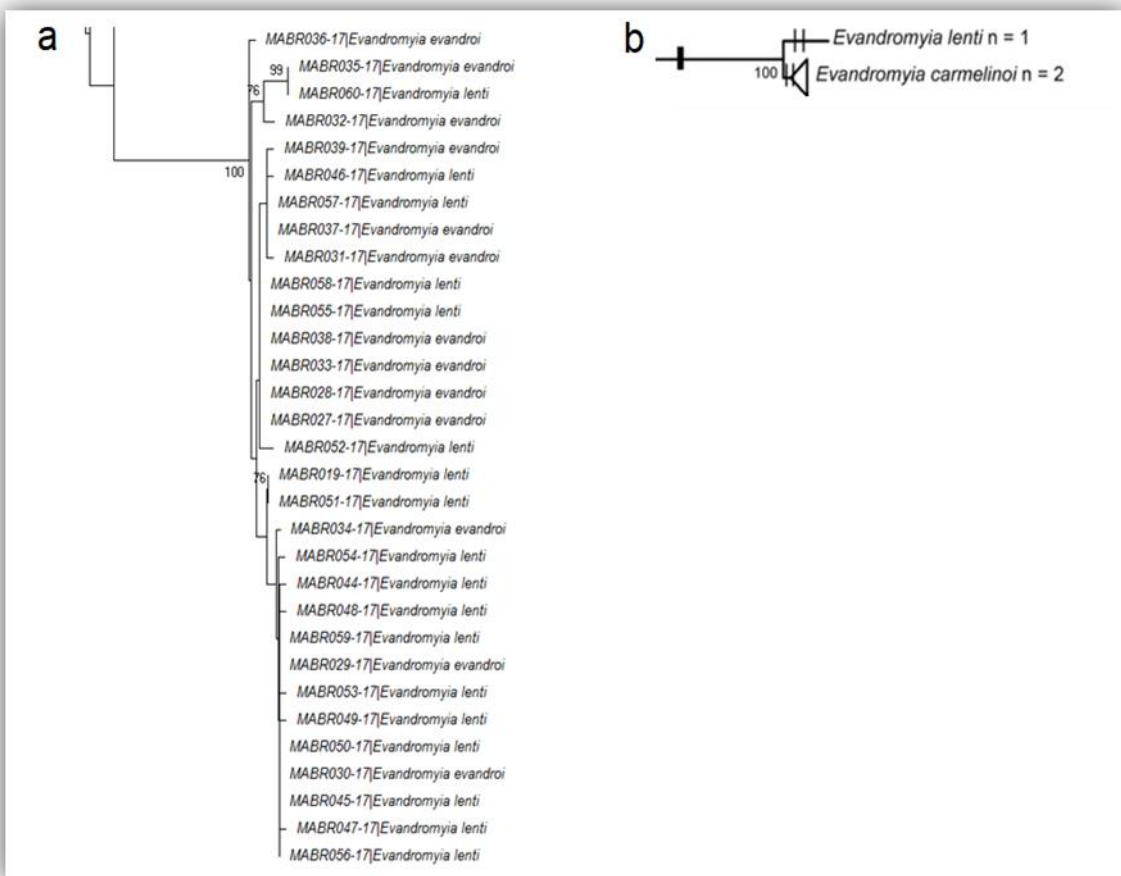 a
MABR036-17|Evandromyia evandroi
99
MABR035-17|Evandromyia evandroi
76
MABR060-17|Evandromyia lenti
MABR032-17|Evandromyia evandroi
MABR039-17|Evandromyia evandroi
100
MABR046-17|Evandromyia lenti
MABR057-17|Evandromyia lenti
MABR037-17|Evandromyia evandroi
MABR031-17|Evandromyia evandroi
MABR058-17|Evandromyia lenti
MABR055-17|Evandromyia lenti
MABR038-17|Evandromyia evandroi
MABR033-17|Evandromyia evandroi
MABR028-17|Evandromyia evandroi
MABR027-17|Evandromyia evandroi
MABR052-17|Evandromyia lenti
76
MABR019-17|Evandromyia lenti
MABR051-17|Evandromyia lenti
MABR034-17|Evandromyia evandroi
MABR054-17|Evandromyia lenti
MABR044-17|Evandromyia lenti
MABR048-17|Evandromyia lenti
MABR059-17|Evandromyia lenti
MABR029-17|Evandromyia evandroi
MABR053-17|Evandromyia lenti
MABR049-17|Evandromyia lenti
MABR050-17|Evandromyia lenti
MABR030-17|Evandromyia evandroi
MABR045-17|Evandromyia lenti
MABR047-17|Evandromyia lenti
MABR056-17|Evandromyia lenti
b
Evandromyia lenti n = 1
100
Evandromyia carmelinoi n = 2